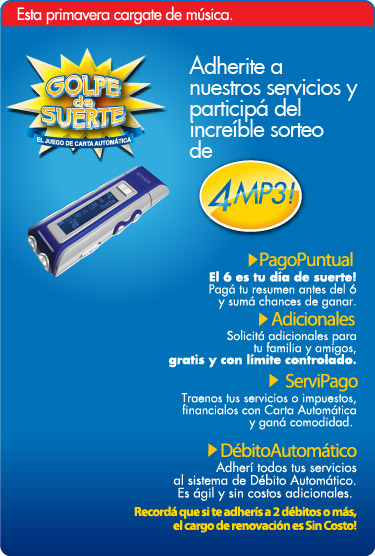 Esta primavera cargate de música.
GOLPE
de
SUERTE
EL JUEGO DE CARTA AUTOMÁTICA
Adherite a
nuestros servicios y
participá del
increíble sorteo
de
4MP3!
PagoPuntual
El 6 es tu día de suerte!
Pagá tu resumen antes del 6
y sumá chances de ganar.
Adicionales
Solicitá adicionales para
tu familia y amigos,
gratis y con límite controlado.
ServiPago
Traenos tus servicios o impuestos,
financialos con Carta Automática
y ganá comodidad.
DébitoAutomático
Adherí todos tus servicios
al sistema de Débito Automático.
Es ágil y sin costos adicionales.
Recordá que si te adherís a 2 débitos o más,
el cargo de renovación es Sin Costo!